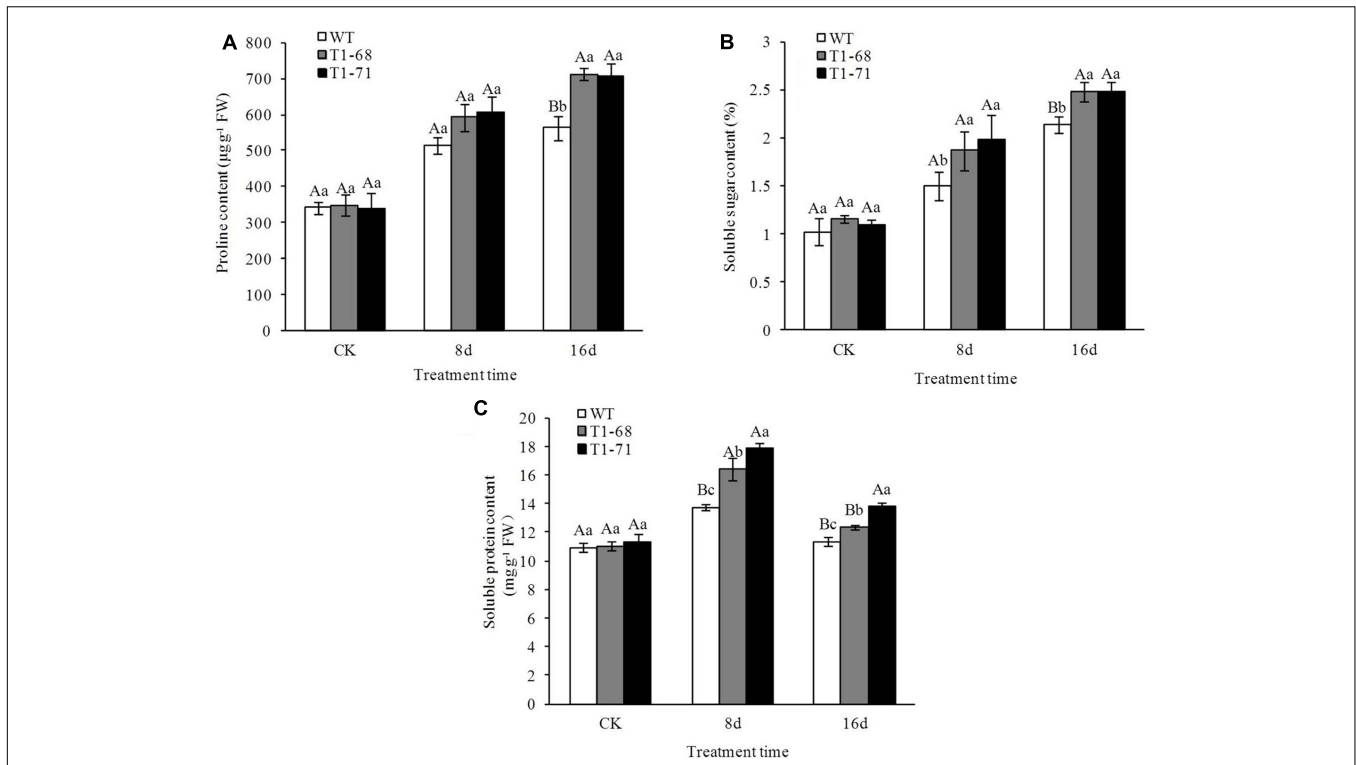 A
WT
T1-68
T1-71
Proline content (µg g⁻¹ FW)
800
700
600
500
400
300
200
100
0
Aa Aa Aa
Aa Aa Aa
Bb Aa Aa
CK 8d 16d
Treatment time
B
WT
T1-68
T1-71
Soluble sugar content (%)
3
2.5
2
1.5
1
0.5
0
Aa Aa Aa
Ab Aa Aa
Bb Aa Aa
CK 8d 16d
Treatment time
C
WT
T1-68
T1-71
Soluble protein content
(mg g⁻¹ FW)
20
18
16
14
12
10
8
6
4
2
0
Aa Aa Aa
Bc Ab Aa
Bc Bb Aa
CK 8d 16d
Treatment time